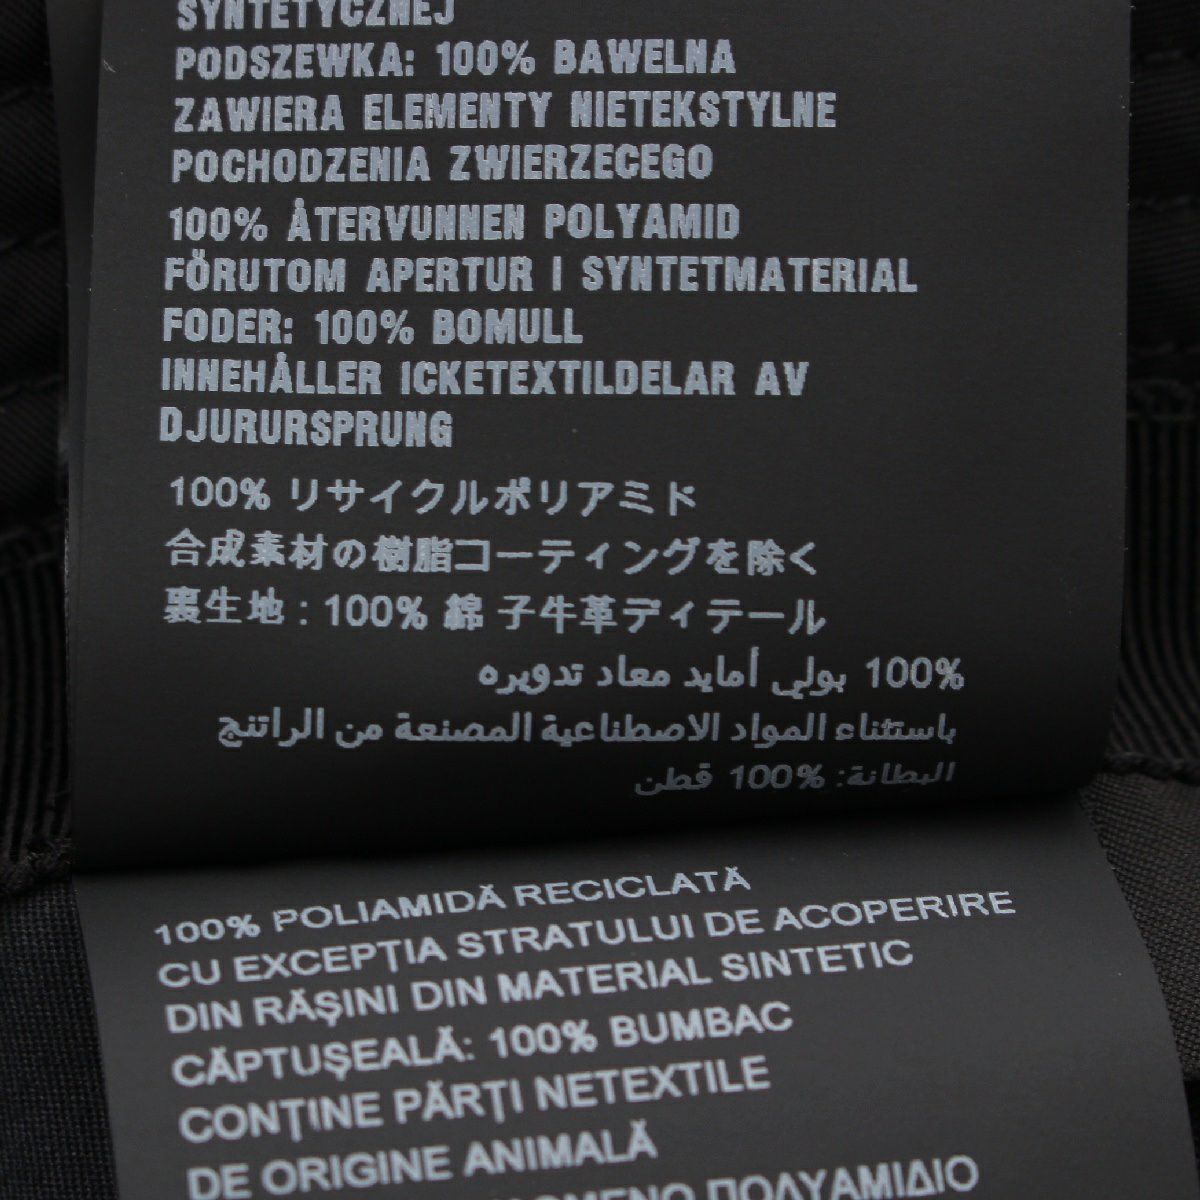 SYNTETYCZNEJ
PODSZEWKA: 100% BAWELNA
ZAWIERA ELEMENTY NIETEKSTYLNE
POCHODZENIA ZWIERZECEGO
100% ÅTERVUNNEN POLYAMID
FÖRUTOM APERTUR I SYNTETMATERIAL
FODER: 100% BOMULL
INNEHÅLLER ICKETEXTILDELAR AV
DJURURSPRUNG
100% リサイクルポリアミド
合成素材の樹脂コーティングを除く
裏生地 : 100% 綿 子牛革ディテール
100% بولي أمايد معاد تدويره
باستثناء المواد الاصطناعية المصنعة من الراتنج
البطانة: 100% قطن
100% POLIAMIDĂ RECICLATĂ
CU EXCEPȚIA STRATULUI DE ACOPERIRE
DIN RĂȘINI DIN MATERIAL SINTETIC
CĂPTUȘEALĂ: 100% BUMBAC
CONȚINE PĂRȚI NETEXTILE
DE ORIGINE ANIMALĂ
ΠΟΛΥΑΜΙΔΙΟ